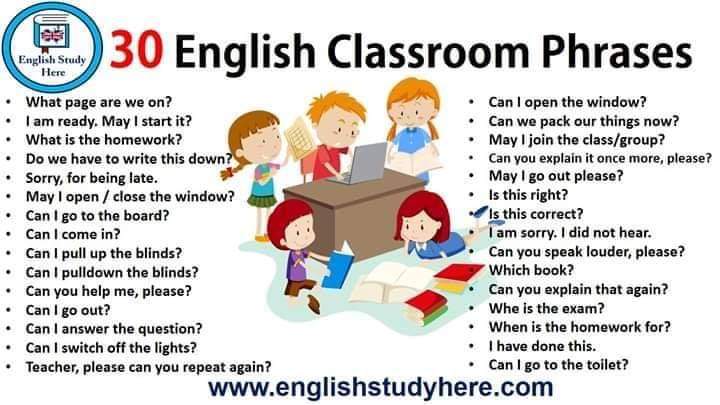 English Study
Here
30 English Classroom Phrases
• What page are we on?
• I am ready. May I start it?
• What is the homework?
• Do we have to write this down?
• Sorry, for being late.
• May I open / close the window?
• Can I go to the board?
• Can I come in?
• Can I pull up the blinds?
• Can I pulldown the blinds?
• Can you help me, please?
• Can I go out?
• Can I answer the question?
• Can I switch off the lights?
• Teacher, please can you repeat again?
• Can I open the window?
• Can we pack our things now?
• May I join the class/group?
• Can you explain it once more, please?
• May I go out please?
• Is this right?
• Is this correct?
• I am sorry. I did not hear.
• Can you speak louder, please?
• Which book?
• Can you explain that again?
• Whe is the exam?
• When is the homework for?
• I have done this.
• Can I go to the toilet?
www.englishstudyhere.com